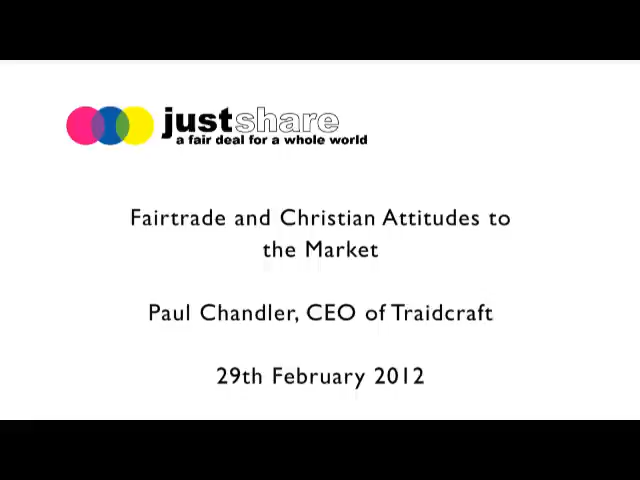 justshare
a fair deal for a whole world
Fairtrade and Christian Attitudes to
the Market
Paul Chandler, CEO of Traidcraft
29th February 2012